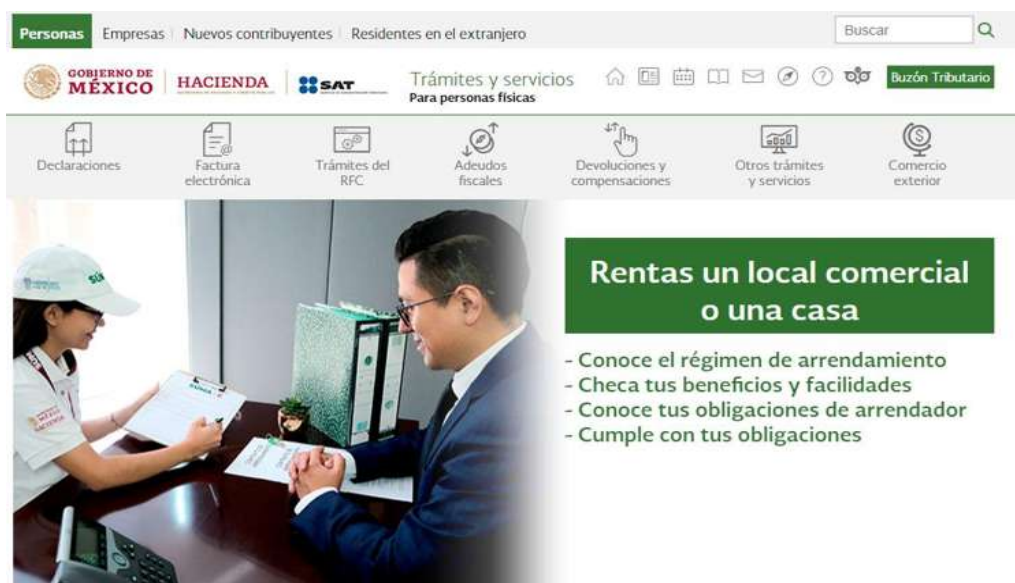 Personas Empresas Nuevos contribuyentes Residentes en el extranjero Buscar
GOBIERNO DE
MÉXICO
HACIENDA
SAT
Trámites y servicios
Para personas físicas
Buzón Tributario
Declaraciones
Factura
electrónica
Trámites del
RFC
Adeudos
fiscales
Devoluciones y
compensaciones
Otros trámites
y servicios
Comercio
exterior
Rentas un local comercial
o una casa
- Conoce el régimen de arrendamiento
- Checa tus beneficios y facilidades
- Conoce tus obligaciones de arrendador
- Cumple con tus obligaciones